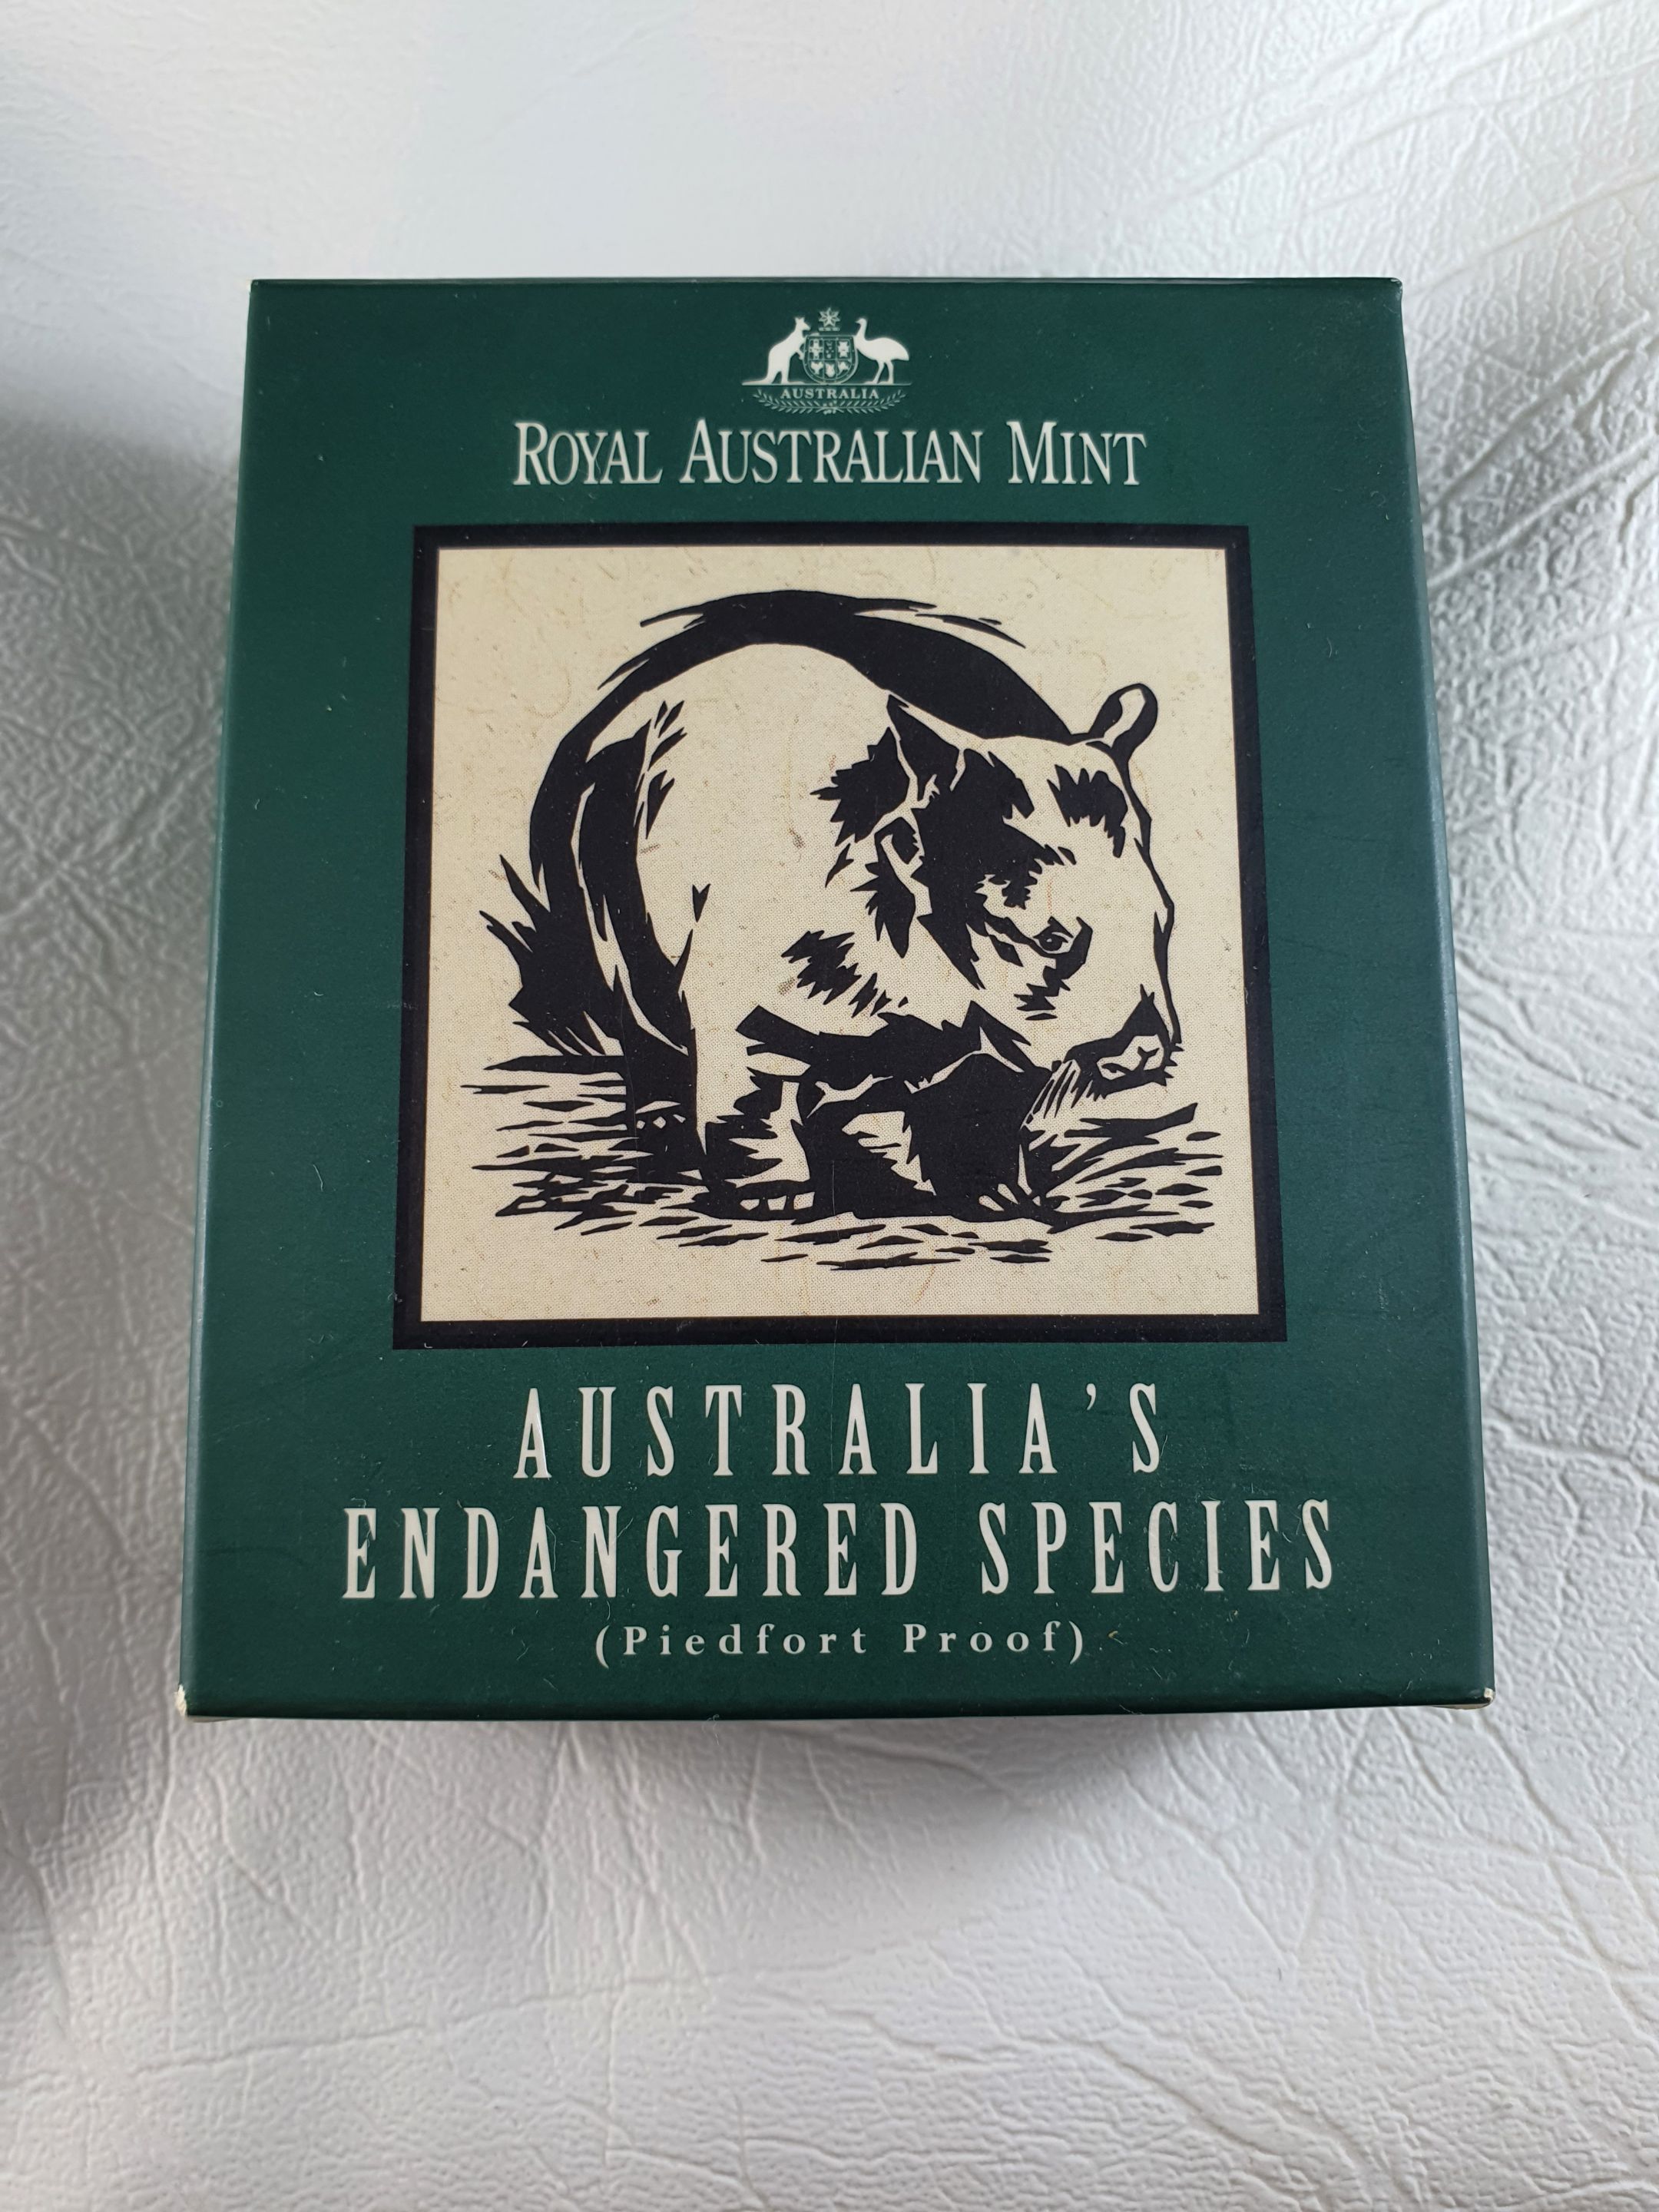 AUSTRALIA
ROYAL AUSTRALIAN MINT
AUSTRALIA'S
ENDANGERED SPECIES
(Piedfort Proof)